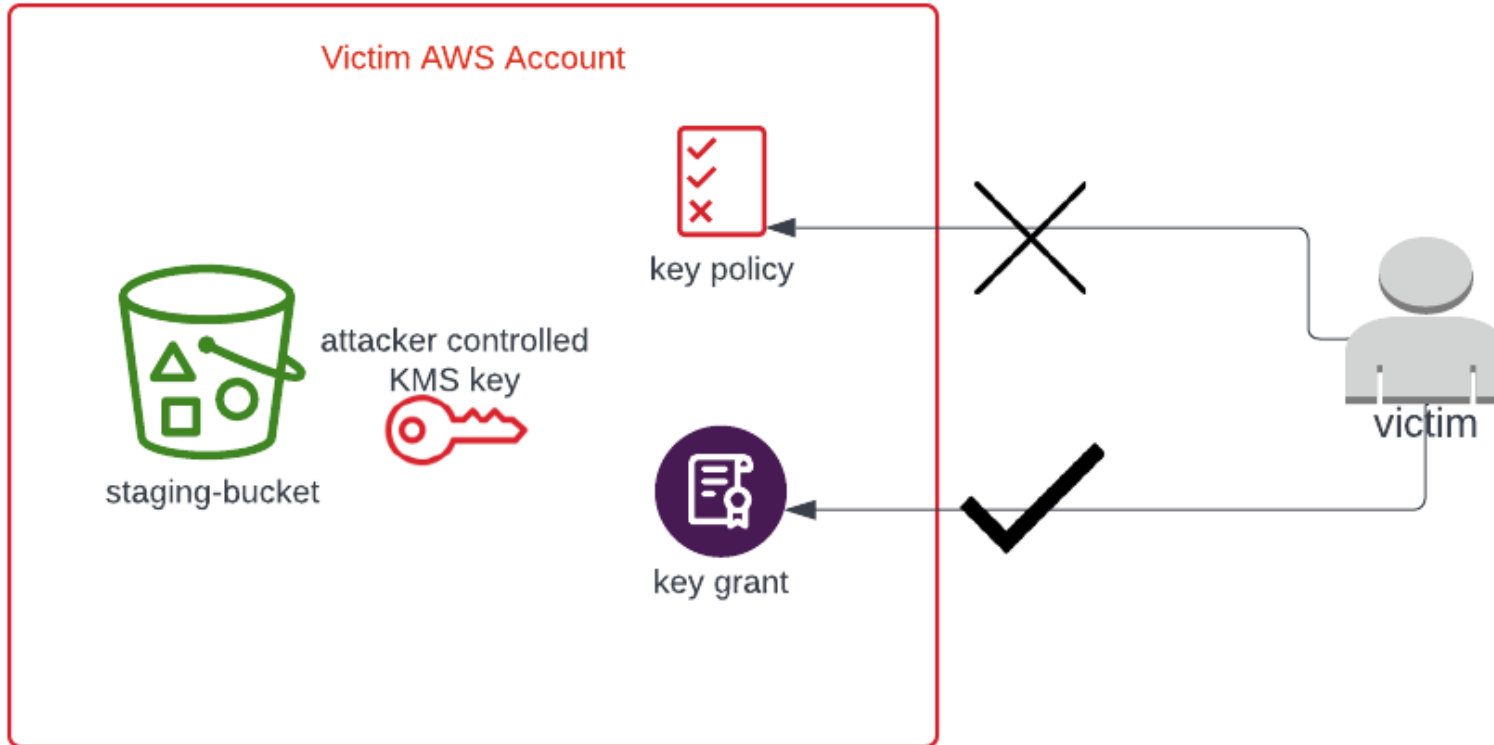 Victim AWS Account
key policy
attacker controlled
KMS key
staging-bucket
victim
key grant